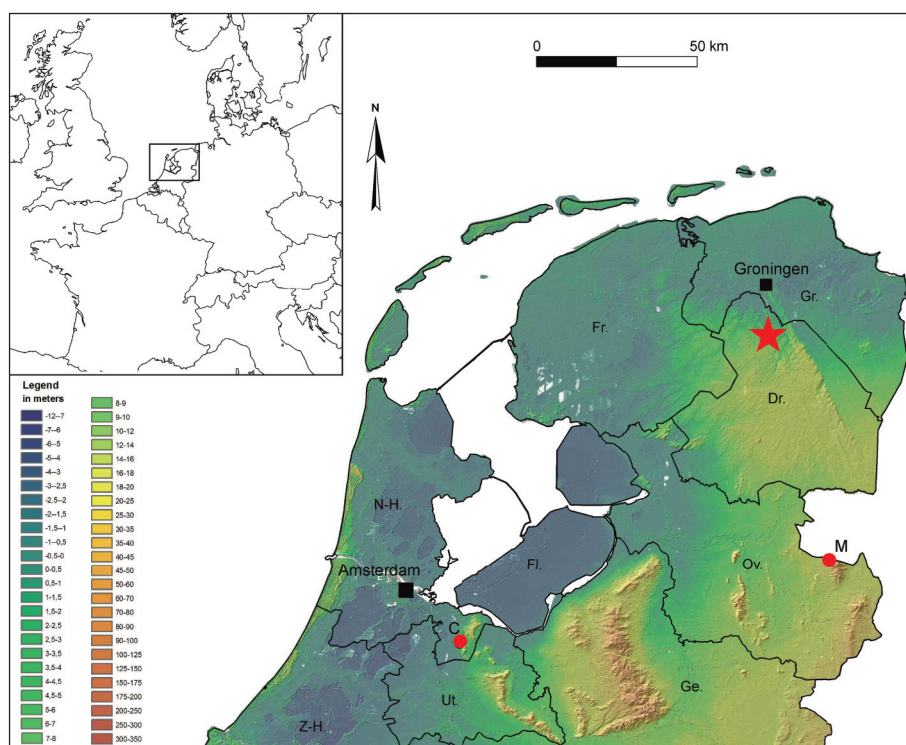 0 50 km
N
Groningen
Gr.
Fr.
Dr.
N-H.
Fl.
Ov.
M
Amsterdam
C
Ut.
Ge.
Z-H.
Legend
in meters
-12--7
-7--6
-6--5
-5--4
-4--3
-3--2,5
-2,5--2
-2--1,5
-1,5--1
-1--0,5
-0,5-0
0-0,5
0,5-1
1-1,5
1,5-2
2-2,5
2,5-3
3-3,5
3,5-4
4-4,5
4,5-5
5-6
6-7
7-8
8-9
9-10
10-12
12-14
14-16
16-18
18-20
20-25
25-30
30-35
35-40
40-45
45-50
50-60
60-70
70-80
80-90
90-100
100-125
125-150
150-175
175-200
200-250
250-300
300-350